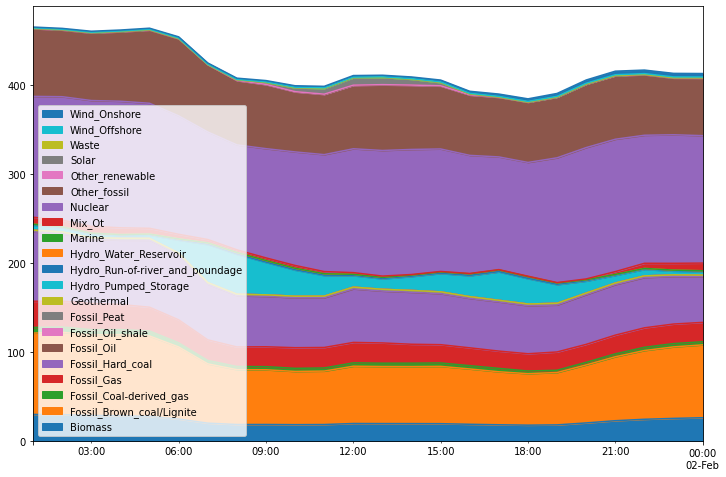 400
300
200
100
0
Wind_Onshore
Wind_Offshore
Waste
Solar
Other_renewable
Other_fossil
Nuclear
Mix_Ot
Marine
Hydro_Water_Reservoir
Hydro_Run-of-river_and_poundage
Hydro_Pumped_Storage
Geothermal
Fossil_Peat
Fossil_Oil_shale
Fossil_Oil
Fossil_Hard_coal
Fossil_Gas
Fossil_Coal-derived_gas
Fossil_Brown_coal/Lignite
Biomass
03:00 06:00 09:00 12:00 15:00 18:00 21:00 00:00
02-Feb